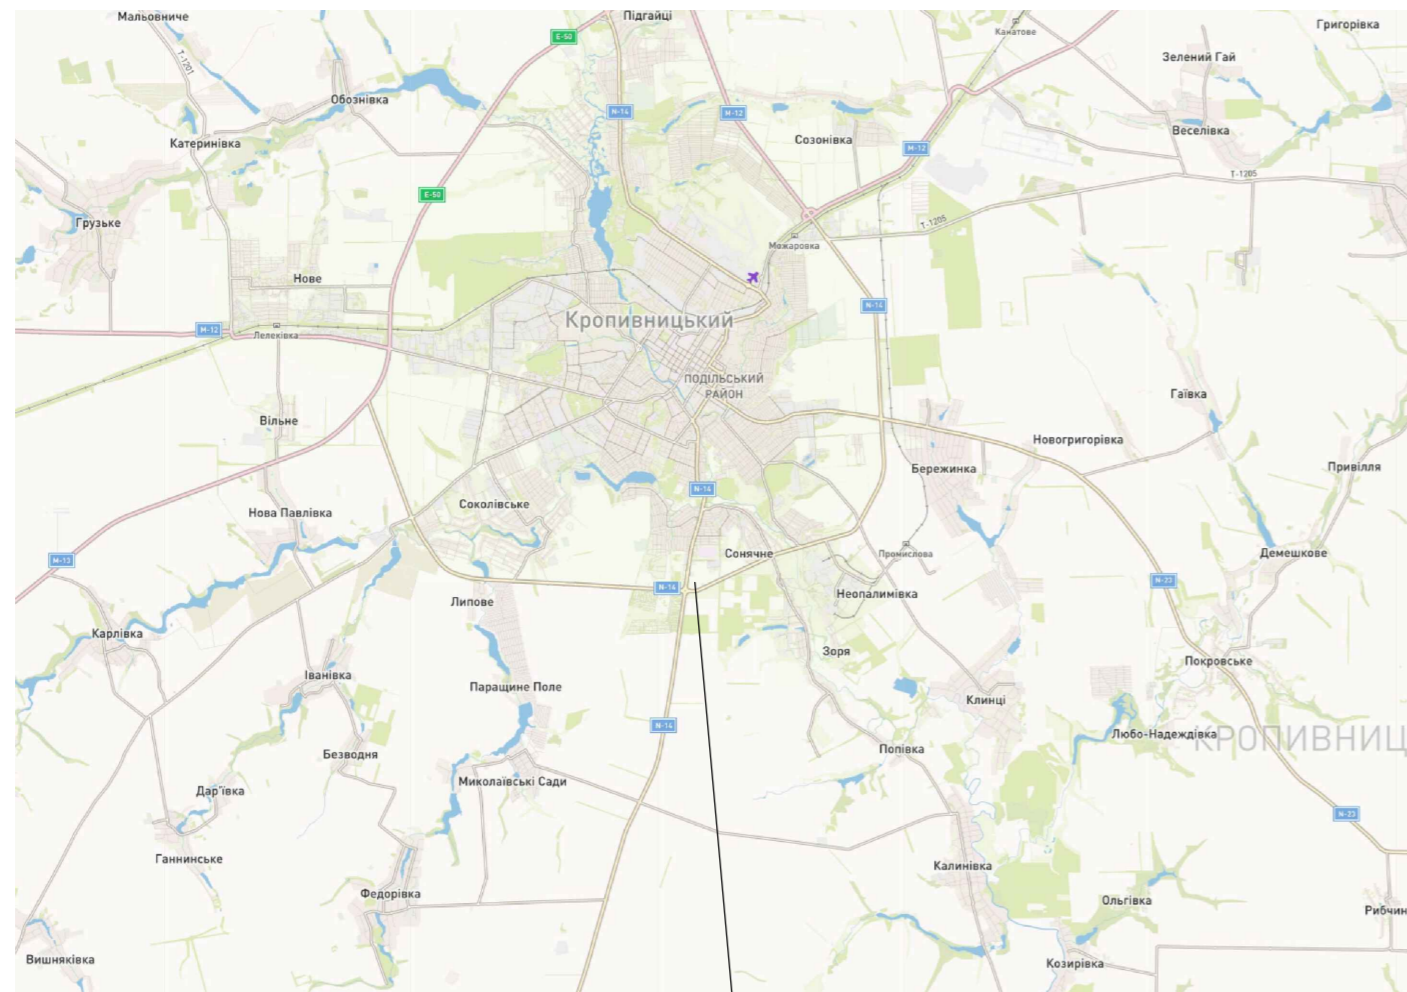 Мальовниче
Підгайці
Григорівка
E-50
Канатове
Зелений Гай
T-1201
Обознівка
N-14
M-12
Созонівка
Веселівка
Катеринівка
M-12
T-1205
E-50
Грузьке
T-1205
Можаровка
Нове
N-14
Кропивницький
M-12
Лелеківка
ПОДІЛЬСЬКИЙ
РАЙОН
Гаївка
Вільне
Новогригорівка
Бережинка
Привілля
N-14
Соколівське
Нова Павлівка
Сонячне
Промислова
Демешкове
M-13
N-14
N-23
Липове
Неопалимівка
Карлівка
Зоря
Покровське
Іванівка
Паращине Поле
Клинці
N-14
Любо-Надеждівка
КРОПИВНИЦ
Безводня
Попівка
Миколаївські Сади
Дар'ївка
N-23
Ганнинське
Калинівка
Федорівка
Ольгівка
Рибчин
Вишняківка
Козирівка